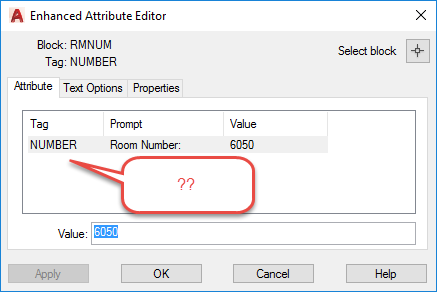 Enhanced Attribute Editor
Block: RMNUM
Tag: NUMBER
Select block
Attribute Text Options Properties
Tag Prompt Value
NUMBER Room Number: 6050
??
Value: 6050
Apply OK Cancel Help